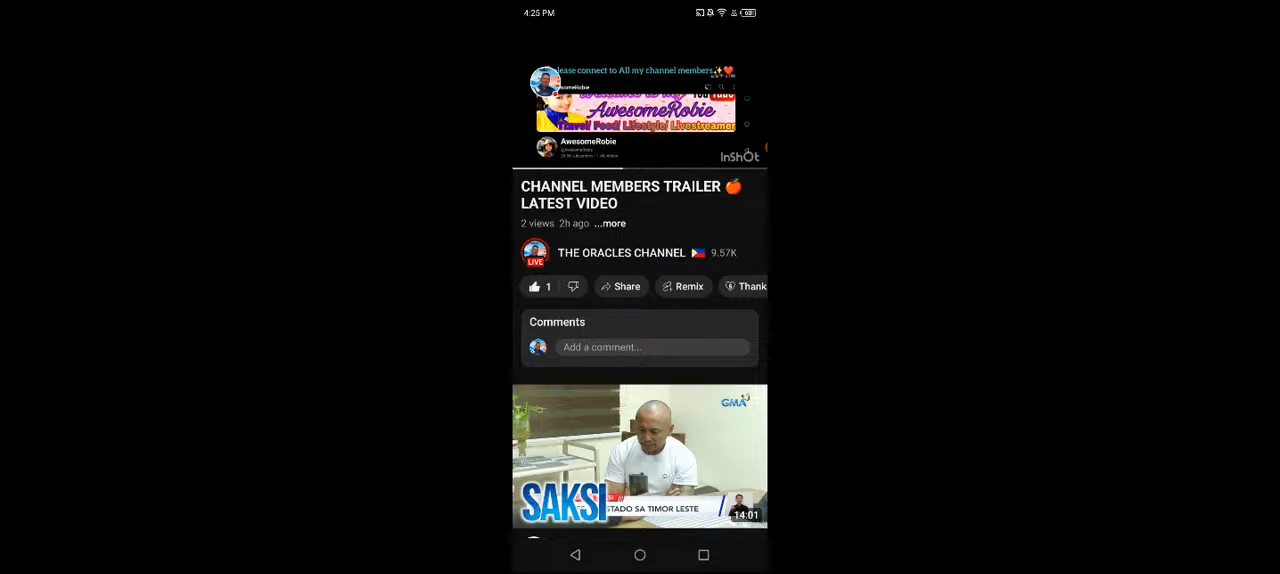 4:25 PM
lease connect to All my channel members✨❤️
someRobie
AwesomeRobie
Travel/ Food/ Lifestyle/ Livestreamer
AwesomeRobie
@AwesomeRobie
InShOt
CHANNEL MEMBERS TRAILER 🍎
LATEST VIDEO
2 views 2h ago ...more
THE ORACLES CHANNEL 🇵🇭 9.57K
LIVE
1 Share Remix Thank
Comments
Add a comment...
GMA
SAKSI
STADO SA TIMOR LESTE
14:01